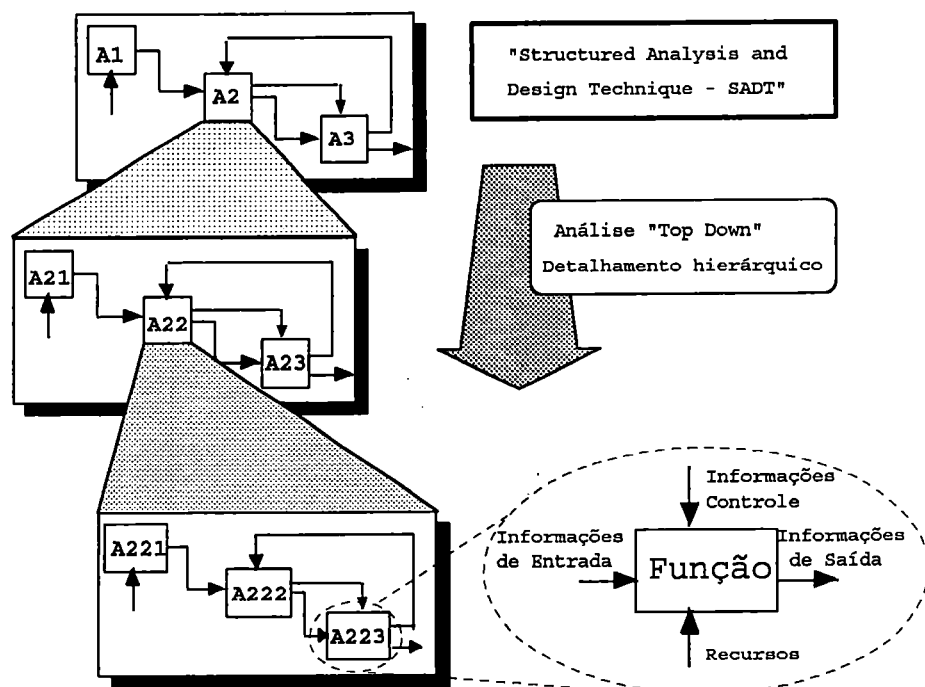 A1
A2
A3
"Structured Analysis and
Design Technique - SADT"
Análise "Top Down"
Detalhamento hierárquico
A21
A22
A23
A221
A222
A223
Informações
Controle
Informações
de Entrada
Função
Informações
de Saída
Recursos